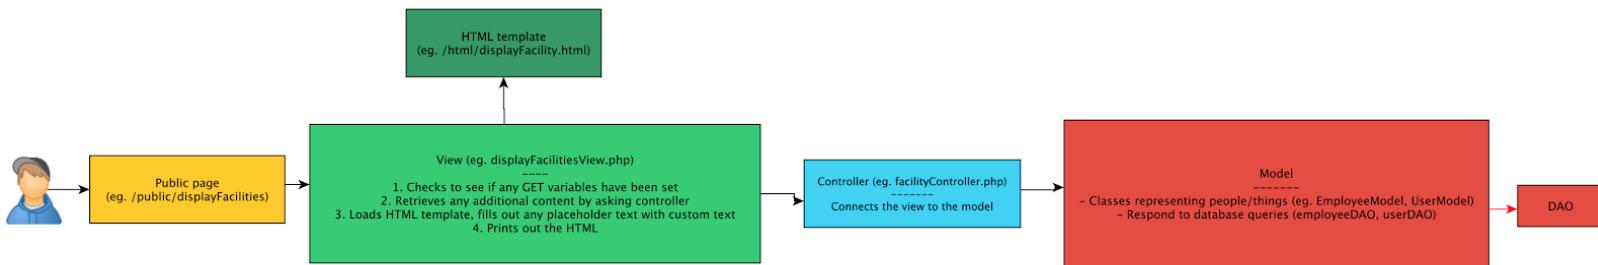 HTML template
(eg. /html/displayFacility.html)
Public page
(eg. /public/displayFacilities)
View (eg. displayFacilitiesView.php)
----
1. Checks to see if any GET variables have been set
2. Retrieves any additional content by asking controller
3. Loads HTML template, fills out any placeholder text with custom text
4. Prints out the HTML
Controller (eg. facilityController.php)
-------
Connects the view to the model
Model
-------
- Classes representing people/things (eg. EmployeeModel, UserModel)
- Respond to database queries (employeeDAO, userDAO)
DAO